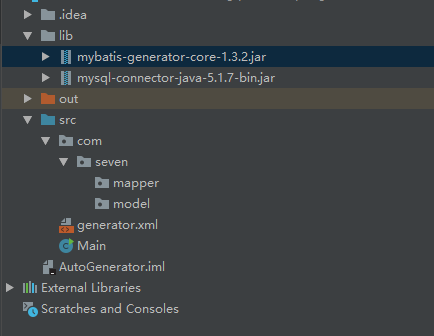 .idea
lib
mybatis-generator-core-1.3.2.jar
mysql-connector-java-5.1.7-bin.jar
out
src
com
seven
mapper
model
generator.xml
Main
AutoGenerator.iml
External Libraries
Scratches and Consoles